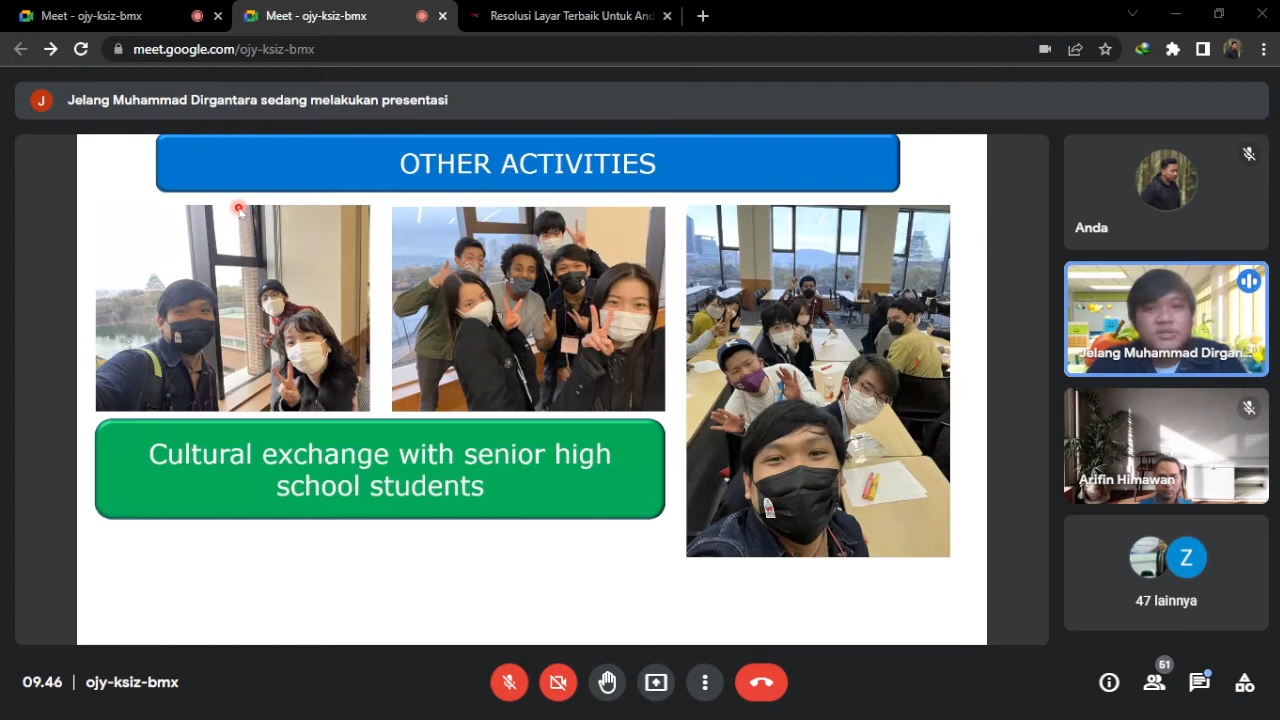 Meet - ojy-ksiz-bmx
Meet - ojy-ksiz-bmx
Resolusi Layar Terbaik Untuk And
meet.google.com/ojy-ksiz-bmx
J
Jelang Muhammad Dirgantara sedang melakukan presentasi
OTHER ACTIVITIES
Cultural exchange with senior high
school students
Anda
Jelang Muhammad Dirgan...
Arifin Himawan
Z
47 lainnya
09.46 | ojy-ksiz-bmx
51